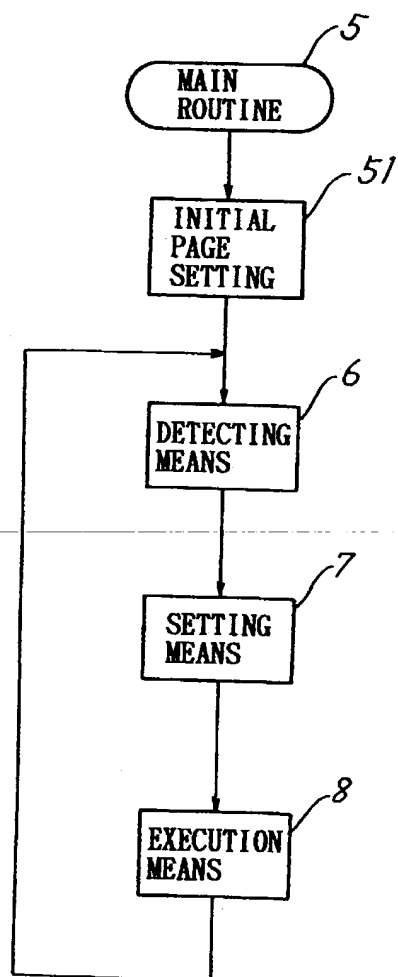 5
MAIN
ROUTINE
51
INITIAL
PAGE
SETTING
6
DETECTING
MEANS
7
SETTING
MEANS
8
EXECUTION
MEANS